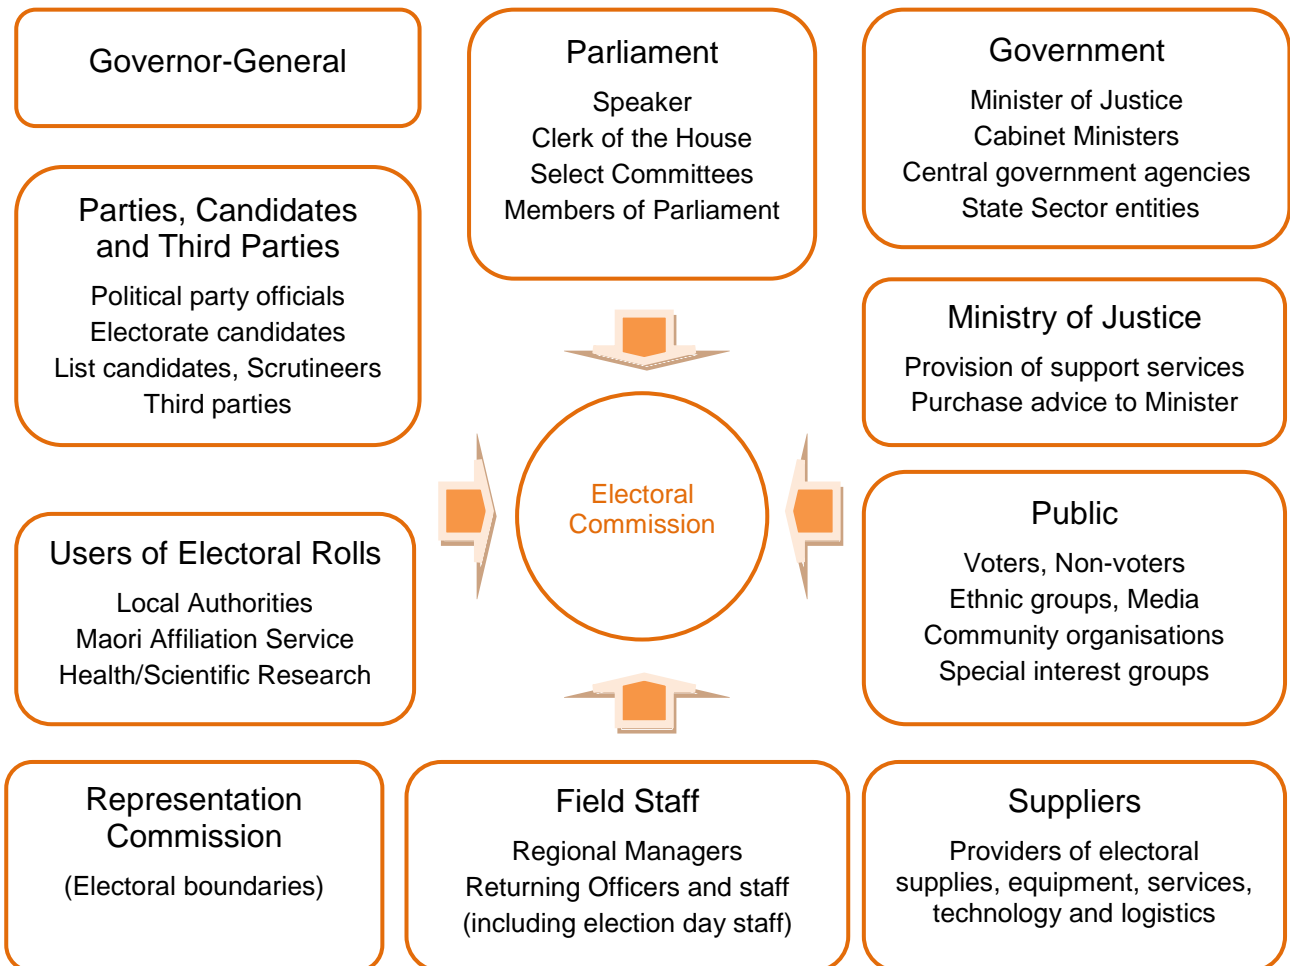 Governor-General
Parliament
Speaker
Clerk of the House
Select Committees
Members of Parliament
Government
Minister of Justice
Cabinet Ministers
Central government agencies
State Sector entities
Parties, Candidates
and Third Parties
Political party officials
Electorate candidates
List candidates, Scrutineers
Third parties
Ministry of Justice
Provision of support services
Purchase advice to Minister
Electoral
Commission
Users of Electoral Rolls
Local Authorities
Maori Affiliation Service
Health/Scientific Research
Public
Voters, Non-voters
Ethnic groups, Media
Community organisations
Special interest groups
Representation
Commission
(Electoral boundaries)
Field Staff
Regional Managers
Returning Officers and staff
(including election day staff)
Suppliers
Providers of electoral
supplies, equipment, services,
technology and logistics